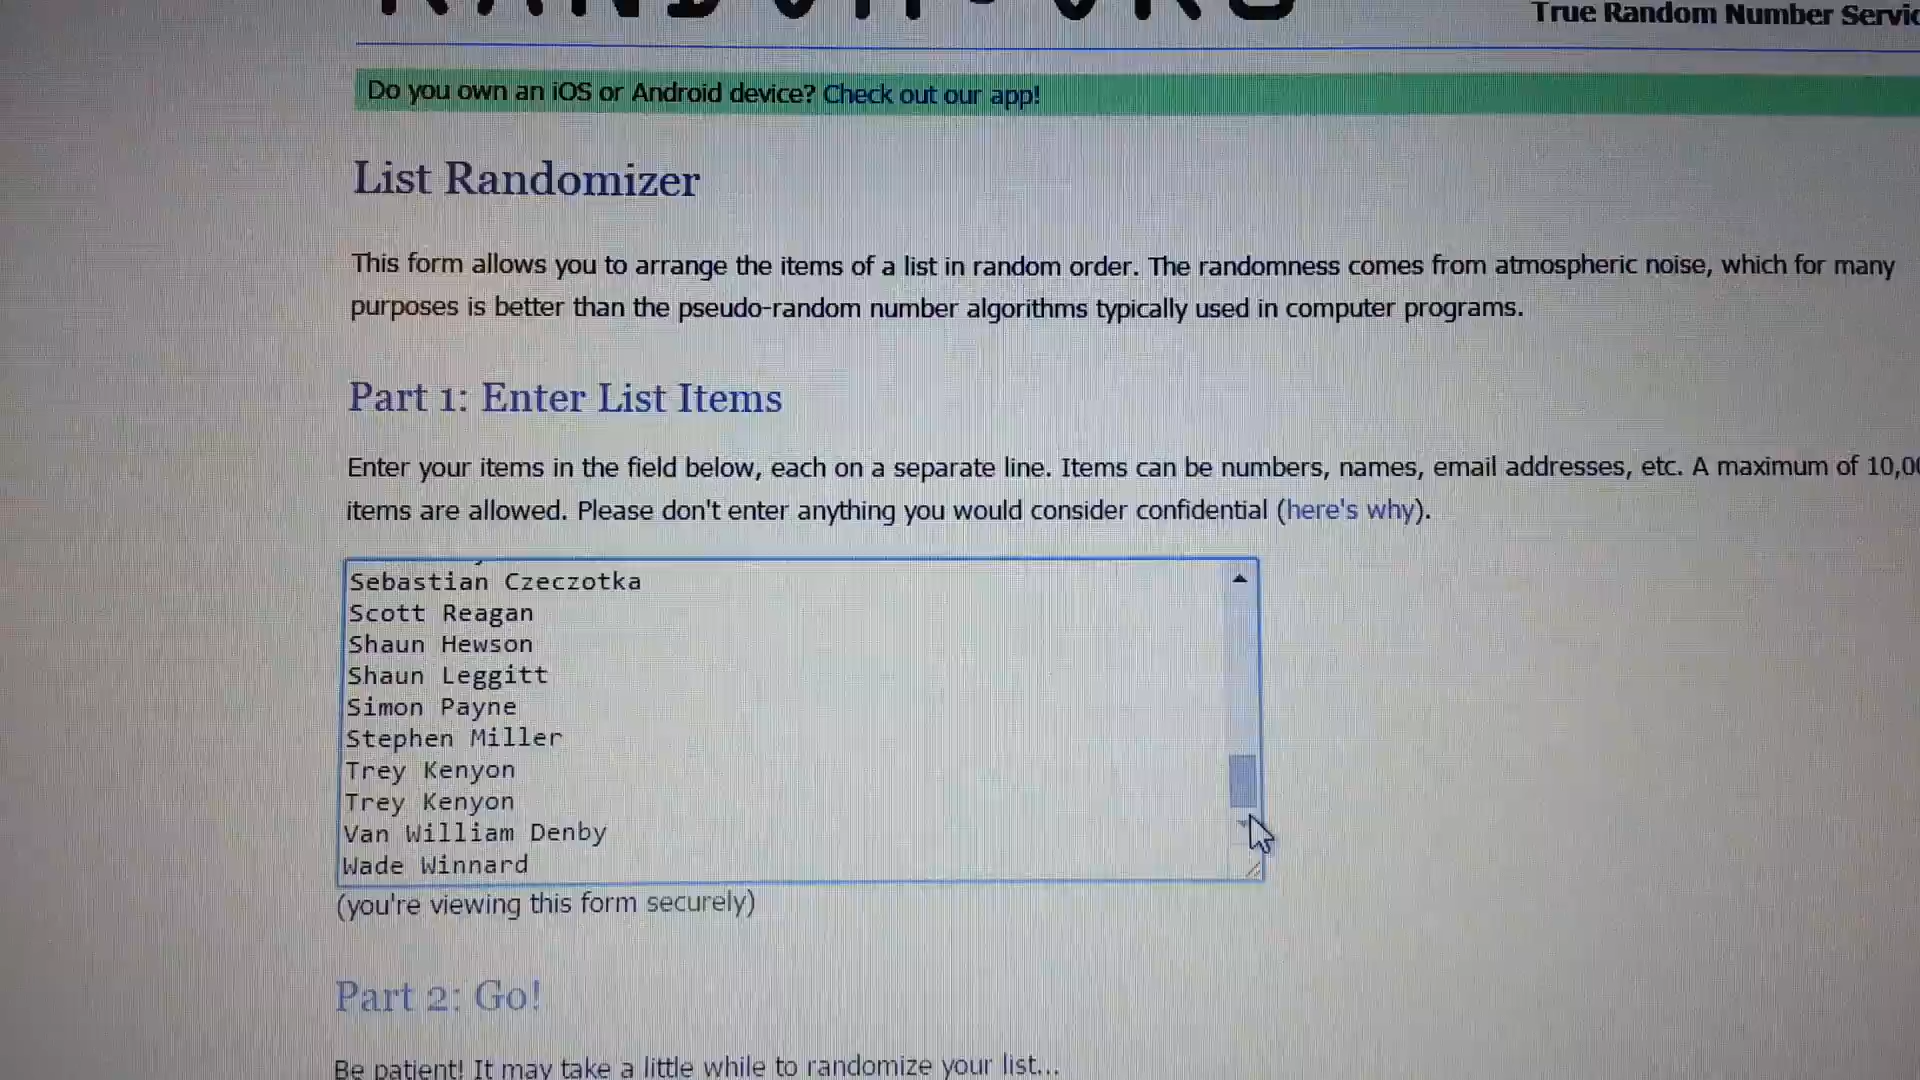 RANDOM.ORG
True Random Number Servic
Do you own an iOS or Android device? Check out our app!
List Randomizer
This form allows you to arrange the items of a list in random order. The randomness comes from atmospheric noise, which for many
purposes is better than the pseudo-random number algorithms typically used in computer programs.
Part 1: Enter List Items
Enter your items in the field below, each on a separate line. Items can be numbers, names, email addresses, etc. A maximum of 10,00
items are allowed. Please don't enter anything you would consider confidential (here's why).
Sebastian Czeczotka
Scott Reagan
Shaun Hewson
Shaun Leggitt
Simon Payne
Stephen Miller
Trey Kenyon
Trey Kenyon
Van William Denby
Wade Winnard
(you're viewing this form securely)
Part 2: Go!
Be patient! It may take a little while to randomize your list...